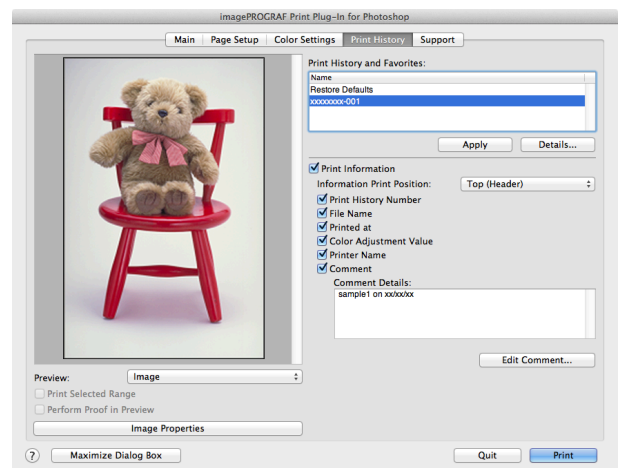 imagePROGRAF Print Plug-In for Photoshop
Main Page Setup Color Settings Print History Support
Print History and Favorites:
Name
Restore Defaults
xxxxxxxx-001
Apply Details...
Print Information
Information Print Position: Top (Header)
Print History Number
File Name
Printed at
Color Adjustment Value
Printer Name
Comment
Comment Details:
sample1 on xx/xx/xx
Edit Comment...
Preview: Image
Print Selected Range
Perform Proof in Preview
Image Properties
? Maximize Dialog Box Quit Print